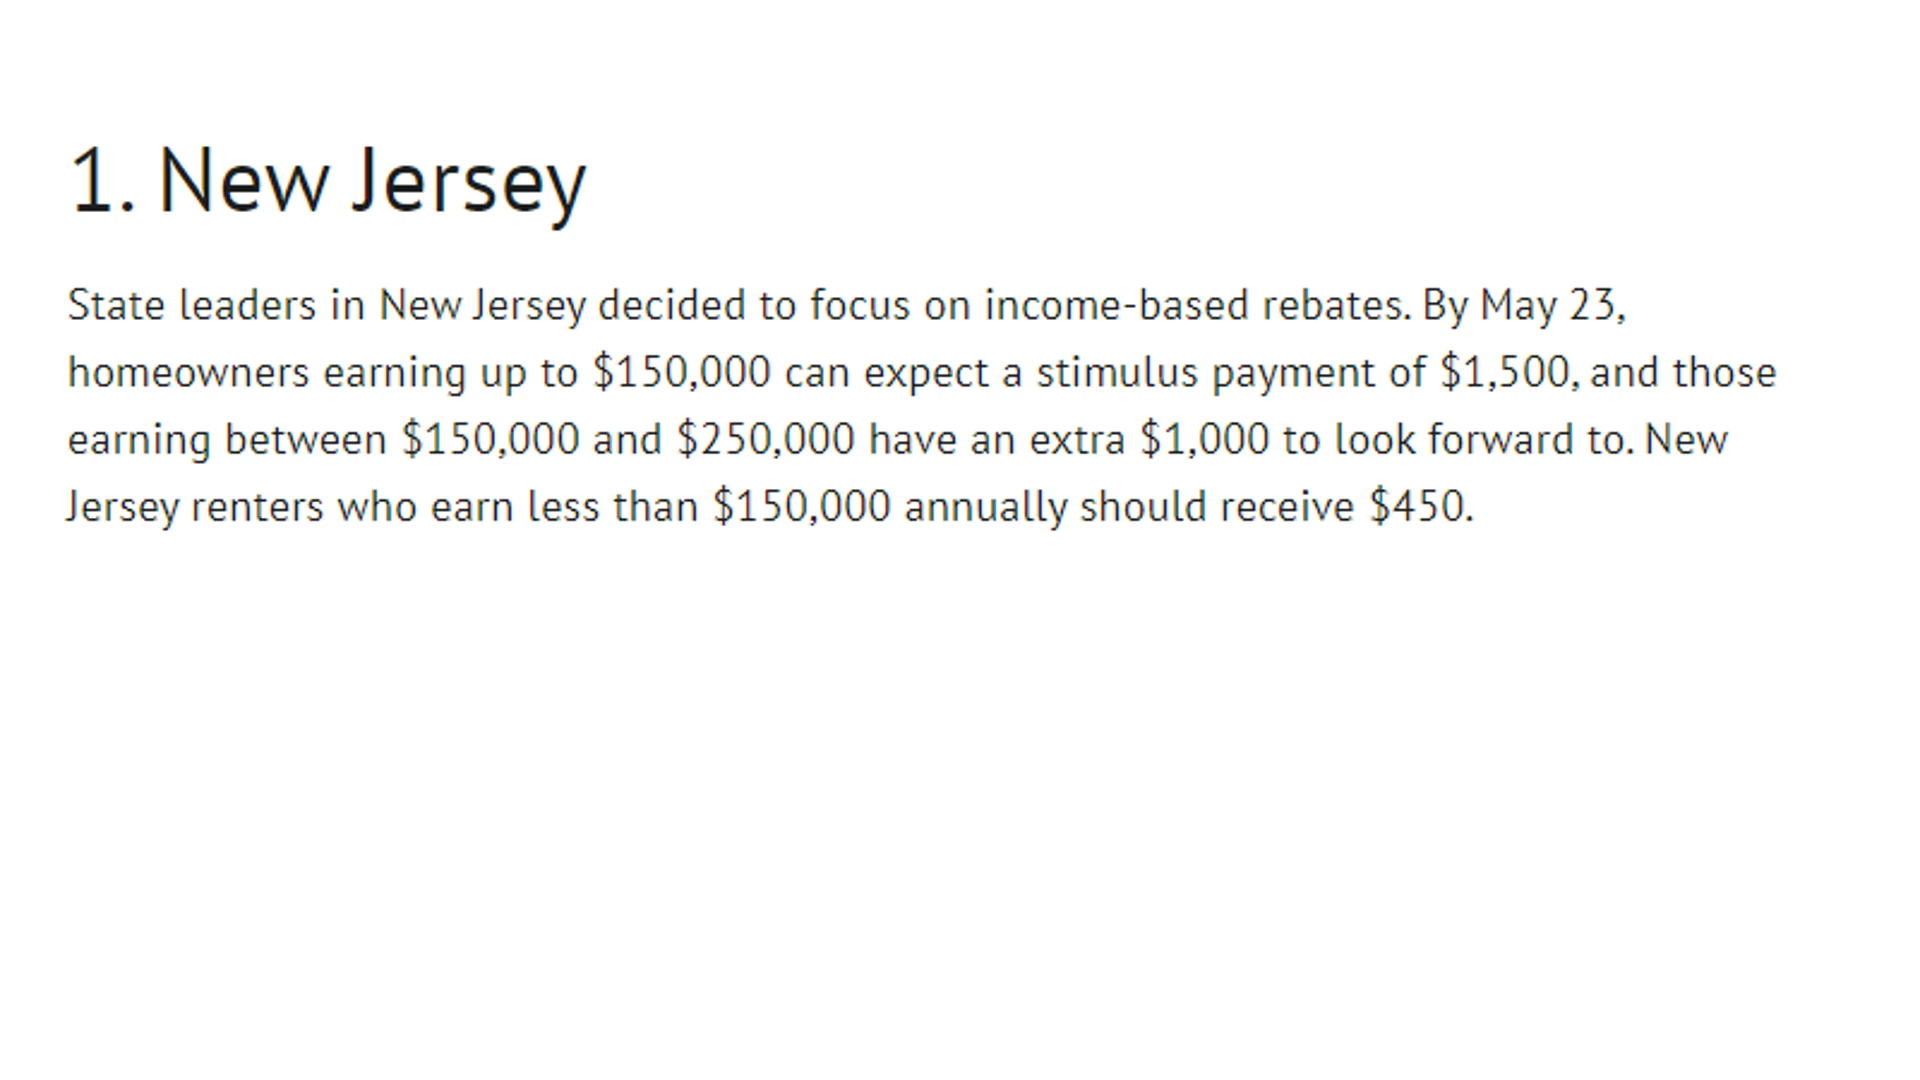 1. New Jersey
State leaders in New Jersey decided to focus on income-based rebates. By May 23,
homeowners earning up to $150,000 can expect a stimulus payment of $1,500, and those
earning between $150,000 and $250,000 have an extra $1,000 to look forward to. New
Jersey renters who earn less than $150,000 annually should receive $450.